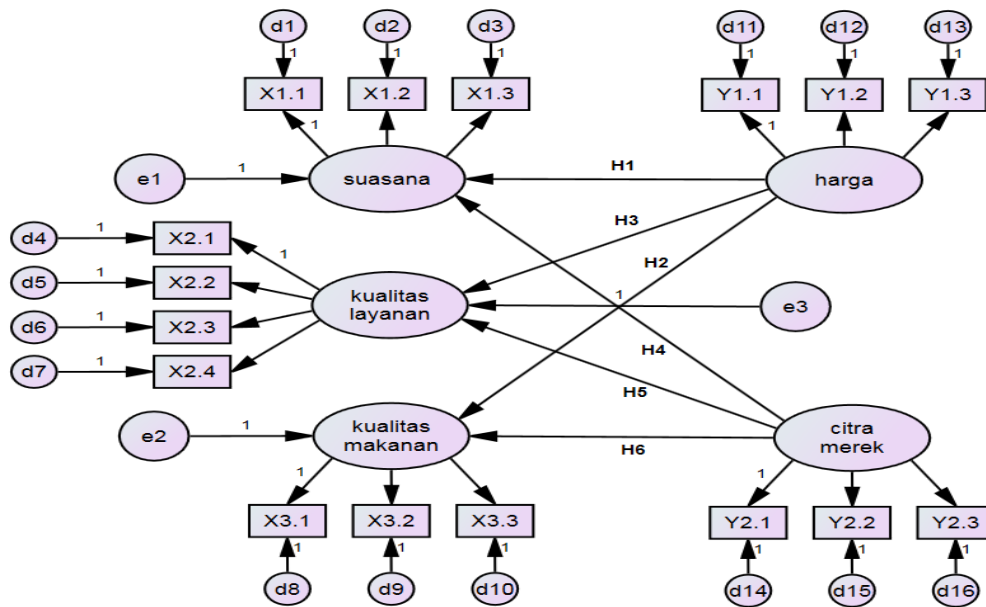 d1
d2
d3
d11
d12
d13
1
1
1
1
1
1
X1.1
X1.2
X1.3
Y1.1
Y1.2
Y1.3
1
1
e1
1
suasana
H1
harga
d4
1
X2.1
1
H3
d5
1
X2.2
H2
d6
1
X2.3
kualitas
layanan
1
e3
d7
1
X2.4
H4
H5
e2
1
kualitas
makanan
H6
citra
merek
1
1
X3.1
X3.2
X3.3
Y2.1
Y2.2
Y2.3
1
1
1
1
1
1
d8
d9
d10
d14
d15
d16